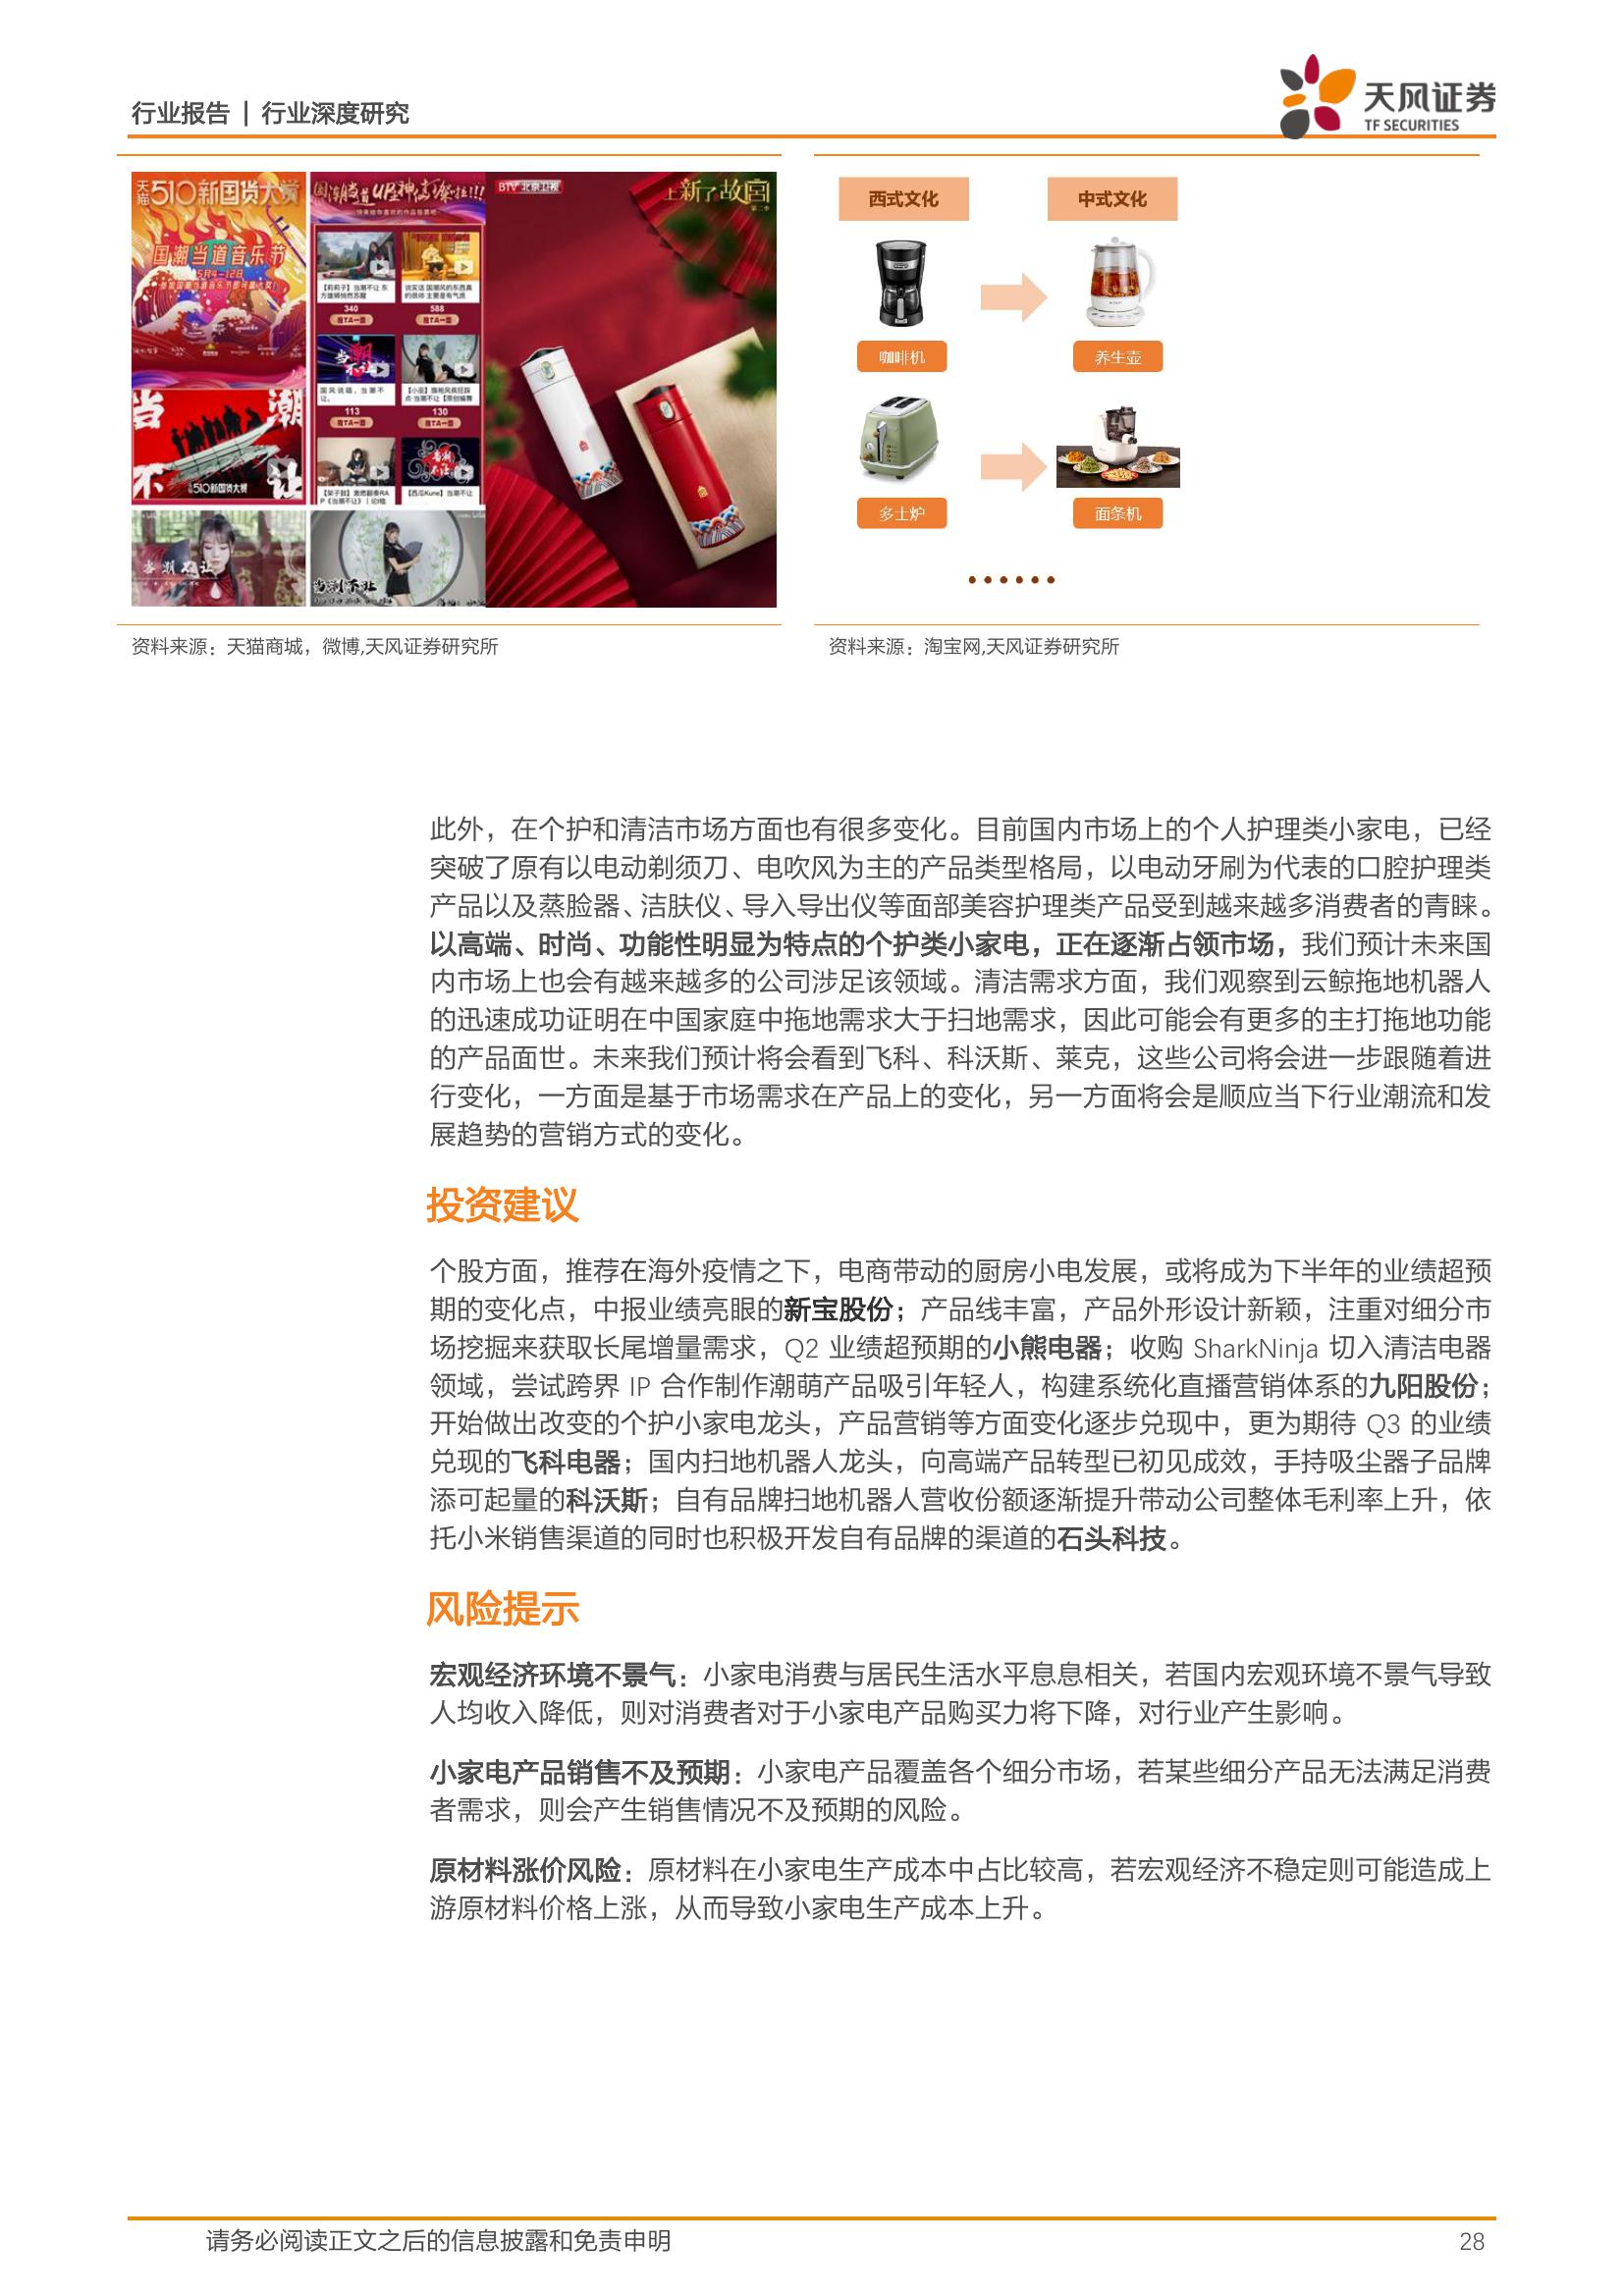 行业报告 | 行业深度研究
天风证券
TF SECURITIES
天猫510新国货大赏
国潮当道音乐节
5月9-12日
BTV 北京卫视
上新了故宫
第二季
340
588
113
130
当潮不让
510新国货大赏
西式文化
中式文化
咖啡机
养生壶
多士炉
面条机
资料来源：天猫商城，微博,天风证券研究所
资料来源：淘宝网,天风证券研究所
此外，在个护和清洁市场方面也有很多变化。目前国内市场上的个人护理类小家电，已经
突破了原有以电动剃须刀、电吹风为主的产品类型格局，以电动牙刷为代表的口腔护理类
产品以及蒸脸器、洁肤仪、导入导出仪等面部美容护理类产品受到越来越多消费者的青睐。
以高端、时尚、功能性明显为特点的个护类小家电，正在逐渐占领市场，我们预计未来国
内市场上也会有越来越多的公司涉足该领域。清洁需求方面，我们观察到云鲸拖地机器人
的迅速成功证明在中国家庭中拖地需求大于扫地需求，因此可能会有更多的主打拖地功能
的产品面世。未来我们预计将会看到飞科、科沃斯、莱克，这些公司将会进一步跟随着进
行变化，一方面是基于市场需求在产品上的变化，另一方面将会是顺应当下行业潮流和发
展趋势的营销方式的变化。
投资建议
个股方面，推荐在海外疫情之下，电商带动的厨房小电发展，或将成为下半年的业绩超预
期的变化点，中报业绩亮眼的新宝股份；产品线丰富，产品外形设计新颖，注重对细分市
场挖掘来获取长尾增量需求，Q2 业绩超预期的小熊电器；收购 SharkNinja 切入清洁电器
领域，尝试跨界 IP 合作制作潮萌产品吸引年轻人，构建系统化直播营销体系的九阳股份；
开始做出改变的个护小家电龙头，产品营销等方面变化逐步兑现中，更为期待 Q3 的业绩
兑现的飞科电器；国内扫地机器人龙头，向高端产品转型已初见成效，手持吸尘器子品牌
添可起量的科沃斯；自有品牌扫地机器人营收份额逐渐提升带动公司整体毛利率上升，依
托小米销售渠道的同时也积极开发自有品牌的渠道的石头科技。
风险提示
宏观经济环境不景气：小家电消费与居民生活水平息息相关，若国内宏观环境不景气导致
人均收入降低，则对消费者对于小家电产品购买力将下降，对行业产生影响。
小家电产品销售不及预期：小家电产品覆盖各个细分市场，若某些细分产品无法满足消费
者需求，则会产生销售情况不及预期的风险。
原材料涨价风险：原材料在小家电生产成本中占比较高，若宏观经济不稳定则可能造成上
游原材料价格上涨，从而导致小家电生产成本上升。
请务必阅读正文之后的信息披露和免责申明
28